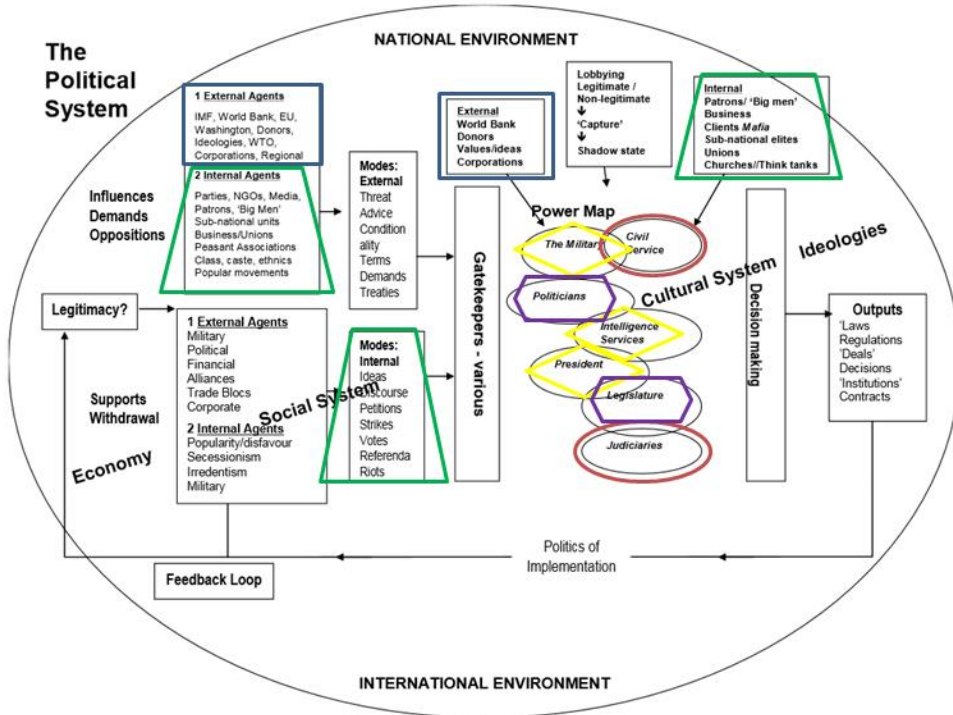 The
Political
System
NATIONAL ENVIRONMENT
1 External Agents
IMF, World Bank, EU,
Washington, Donors,
Ideologies, WTO,
Corporations, Regional
2 Internal Agents
Parties, NGOs, Media,
Patrons, 'Big Men'
Sub-national units
Business/Unions
Peasant Associations
Class, caste, ethnics
Popular movements
Influences
Demands
Oppositions
Modes:
External
Threat
Advice
Condition
ality
Terms
Demands
Treaties
External
World Bank
Donors
Values/ideas
Corporations
Lobbying
Legitimate /
Non-legitimate
↓
'Capture'
↓
Shadow state
Internal
Patrons/ 'Big men'
Business
Clients Mafia
Sub-national elites
Unions
Churches//Think tanks
Legitimacy?
Supports
Withdrawal
Economy
1 External Agents
Military
Political
Financial
Alliances
Trade Blocs
Corporate
2 Internal Agents
Popularity/disfavour
Secessionism
Irredentism
Military
Social System
Modes:
Internal
Ideas
Discourse
Petitions
Strikes
Votes
Referenda
Riots
Gatekeepers - various
Power Map
The Military
Civil
Service
Politicians
Cultural System
Intelligence
Services
President
Legislature
Judiciaries
Decision making
Ideologies
Outputs
'Laws
Regulations
'Deals'
Decisions
'Institutions'
Contracts
Politics of
Implementation
Feedback Loop
INTERNATIONAL ENVIRONMENT